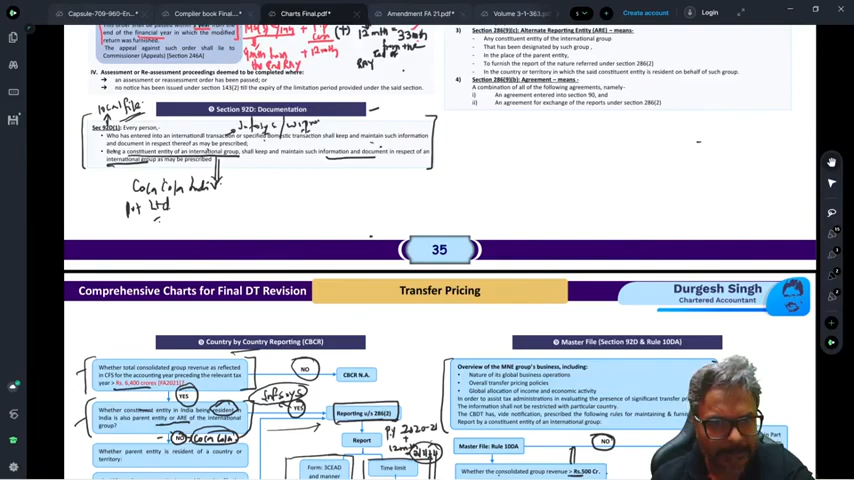 Capsule-709-960-En...
Compiler book Final...
Charts Final.pdf*
Amendment FA 21.pdf*
Volume 3-1-363.pdf*
Create account
Login
end of the financial year in which the modified
return was furnished.
The appeal against such order shall lie to
Commissioner (Appeals) [Section 246A]
IV. Assessment or Re-assessment proceedings deemed to be completed where:
an assessment or reassessment order has been passed; or
no notice has been issued under section 143(2) till the expiry of the limitation period provided under the said section.
local file
Section 92D: Documentation
Infosys / Wipro
Sec 92D(1): Every person,-
• Who has entered into an international transaction or specified domestic transaction shall keep and maintain such information
and document in respect thereof as may be prescribed;
• Being a constituent entity of an international group, shall keep and maintain such information and document in respect of an
international group as may be prescribed
Coca Cola India
Pvt Ltd
3) Section 286(9)(c): Alternate Reporting Entity (ARE) – means-
- Any constituent entity of the international group
- That has been designated by such group ,
- In the place of the parent entity,
- To furnish the report of the nature referred under section 286(2)
- In the country or territory in which the said constituent entity is resident on behalf of such group.
4) Section 286(9)(b): Agreement – means-
A combination of all of the following agreements, namely-
i) An agreement entered into section 90, and
ii) An agreement for exchange of the reports under section 286(2)
35
Comprehensive Charts for Final DT Revision
Transfer Pricing
Durgesh Singh
Chartered Accountant
Country by Country Reporting (CBCR)
Whether total consolidated group revenue as reflected
in CFS for the accounting year preceding the relevant tax
year > Rs. 6,400 crores [FA2021]?
NO
CBCR N.A.
YES
Infosys
Whether constituent entity in India being resident in
India is also parent entity or ARE of the international
group?
YES
Reporting u/s 286(2)
NO
Coca Cola
Report
P.Y 2020-21
+
12 months
Whether parent entity is resident of a country or
territory:
Form: 3CEAD
and manner
Time limit
Master File (Section 92D & Rule 10DA)
Overview of the MNE group's business, including:
• Nature of its global business operations
• Overall transfer pricing policies
• Global allocation of income and economic activity
In order to assist tax administrations in evaluating the presence of significant transfer
The information shall not be restricted with particular country.
The CBDT has, vide notification, prescribed the following rules for maintaining &
Report by a constituent entity of an international group:
Master File: Rule 10DA
NO
in Part
Whether the consolidated group revenue > Rs.500 Cr.